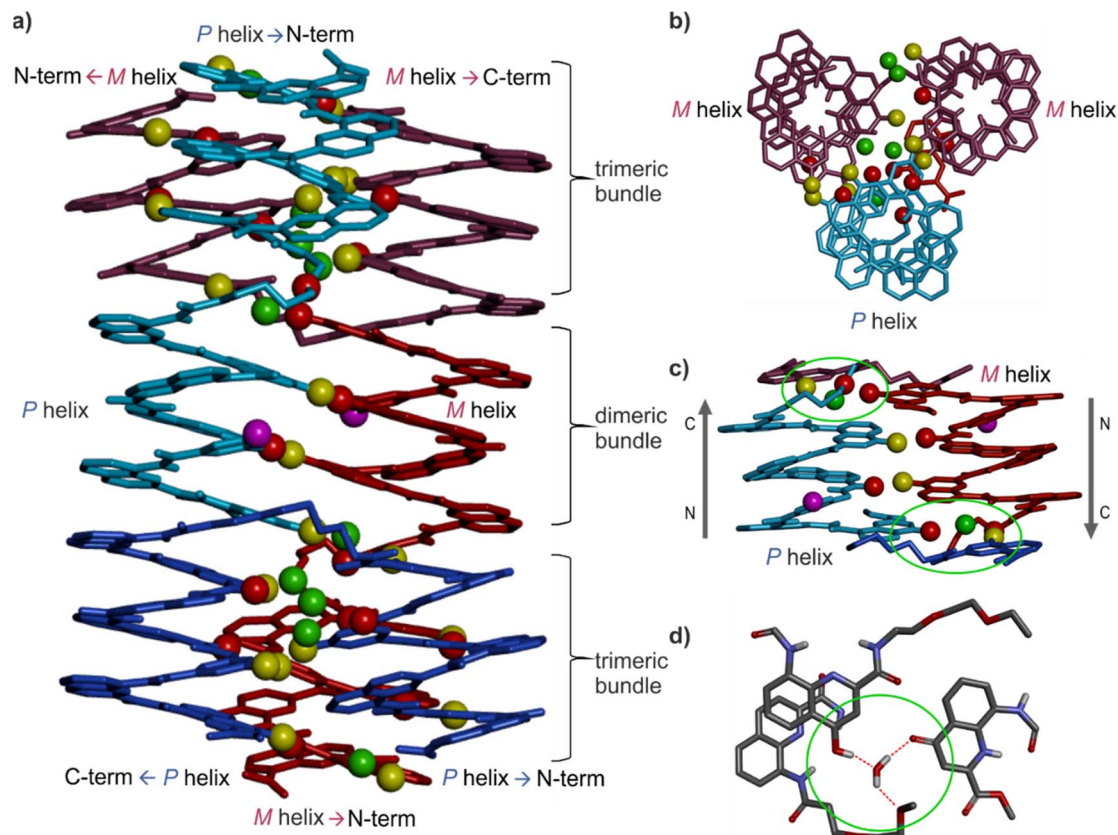 a)
P helix → N-term
N-term ← M helix
M helix → C-term
trimeric
bundle
P helix
M helix
dimeric
bundle
trimeric
bundle
C-term ← P helix
P helix → N-term
M helix → N-term
b)
M helix
M helix
P helix
c)
M helix
C
N
N
C
P helix
d)